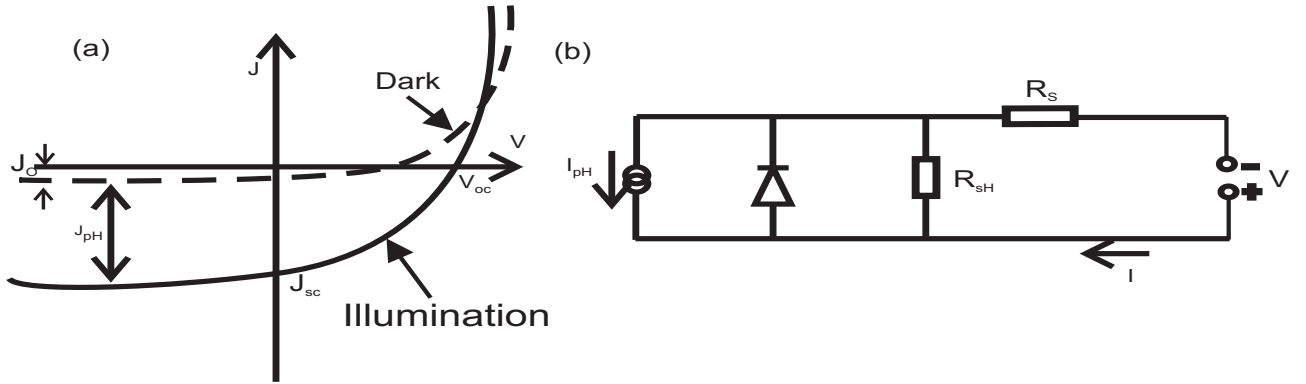 (a)
J
Dark
V
J_O
V_oc
J_pH
J_sc
Illumination
(b)
R_S
I_pH
R_sH
V
I